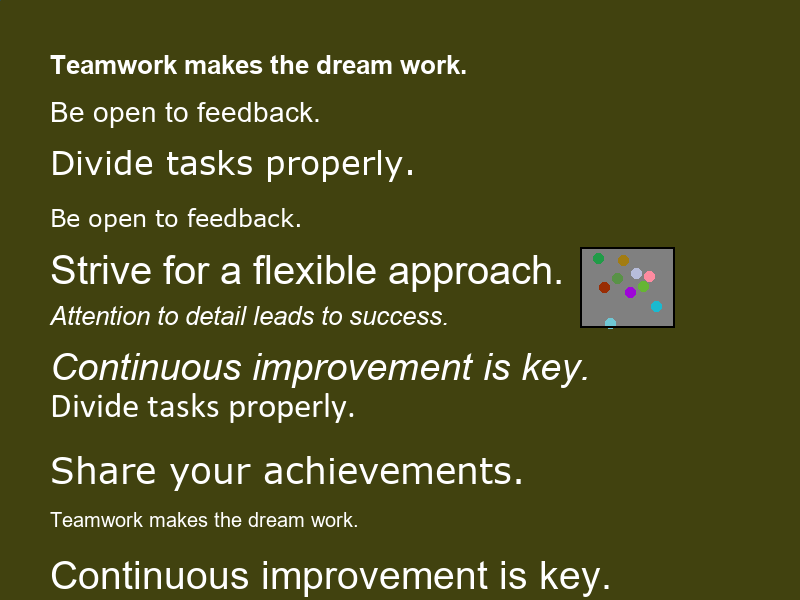 Teamwork makes the dream work.
Be open to feedback.
Divide tasks properly.
Be open to feedback.
Strive for a flexible approach.
Attention to detail leads to success.
Continuous improvement is key.
Divide tasks properly.
Share your achievements.
Teamwork makes the dream work.
Continuous improvement is key.